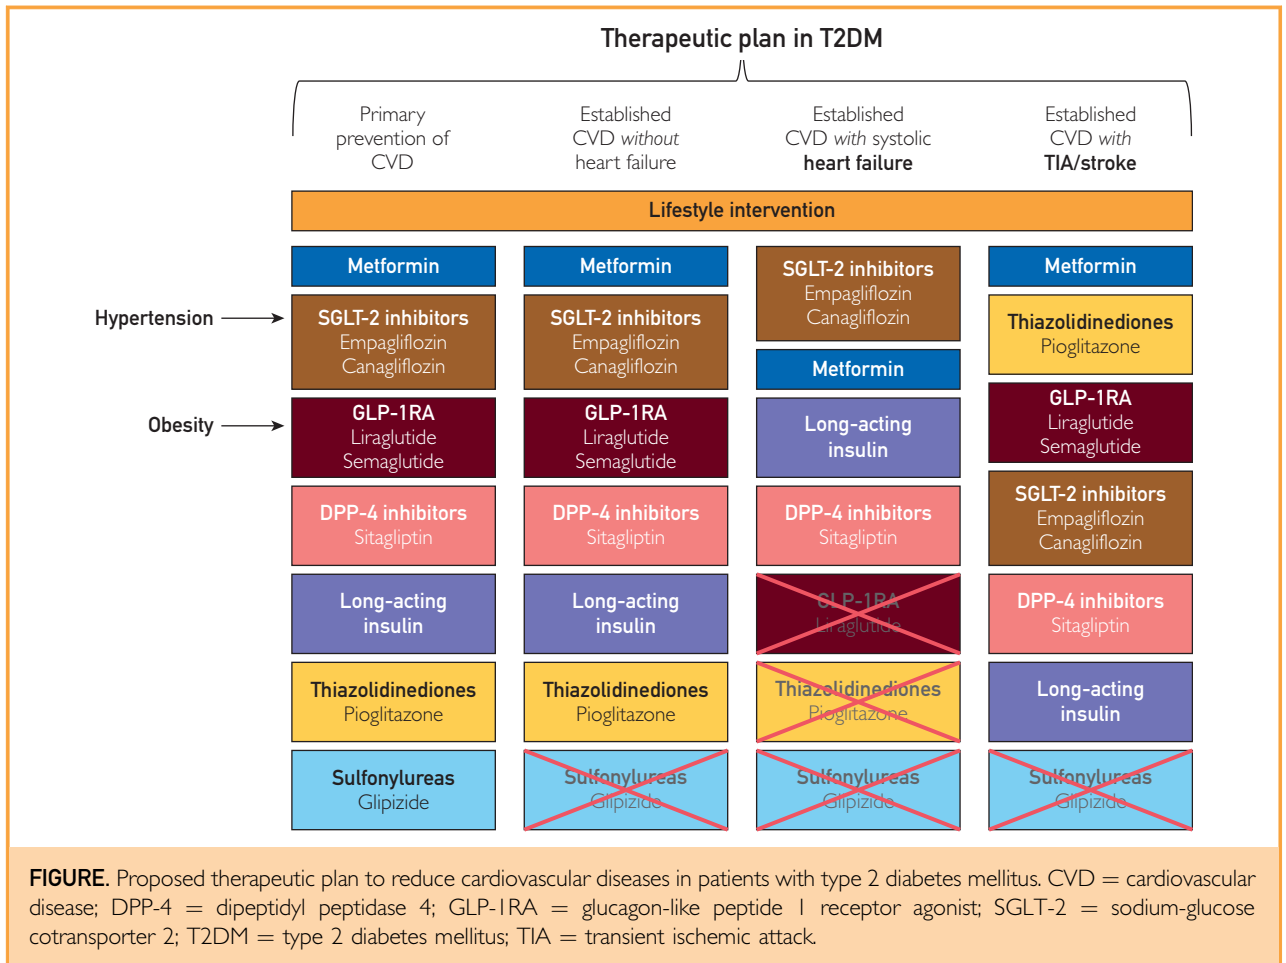 Therapeutic plan in T2DM
Primary
prevention of
CVD
Established
CVD without
heart failure
Established
CVD with systolic
heart failure
Established
CVD with
TIA/stroke
Lifestyle intervention
Hypertension
Obesity
Metformin
SGLT-2 inhibitors
Empagliflozin
Canagliflozin
GLP-1RA
Liraglutide
Semaglutide
DPP-4 inhibitors
Sitagliptin
Long-acting
insulin
Thiazolidinediones
Pioglitazone
Sulfonylureas
Glipizide
Metformin
SGLT-2 inhibitors
Empagliflozin
Canagliflozin
GLP-1RA
Liraglutide
Semaglutide
DPP-4 inhibitors
Sitagliptin
Long-acting
insulin
Thiazolidinediones
Pioglitazone
Sulfonylureas
Glipizide
SGLT-2 inhibitors
Empagliflozin
Canagliflozin
Metformin
Long-acting
insulin
DPP-4 inhibitors
Sitagliptin
GLP-1RA
Liraglutide
Thiazolidinediones
Pioglitazone
Sulfonylureas
Glipizide
Metformin
Thiazolidinediones
Pioglitazone
GLP-1RA
Liraglutide
Semaglutide
SGLT-2 inhibitors
Empagliflozin
Canagliflozin
DPP-4 inhibitors
Sitagliptin
Long-acting
insulin
Sulfonylureas
Glipizide
FIGURE. Proposed therapeutic plan to reduce cardiovascular diseases in patients with type 2 diabetes mellitus. CVD = cardiovascular
disease; DPP-4 = dipeptidyl peptidase 4; GLP-1RA = glucagon-like peptide 1 receptor agonist; SGLT-2 = sodium-glucose
cotransporter 2; T2DM = type 2 diabetes mellitus; TIA = transient ischemic attack.